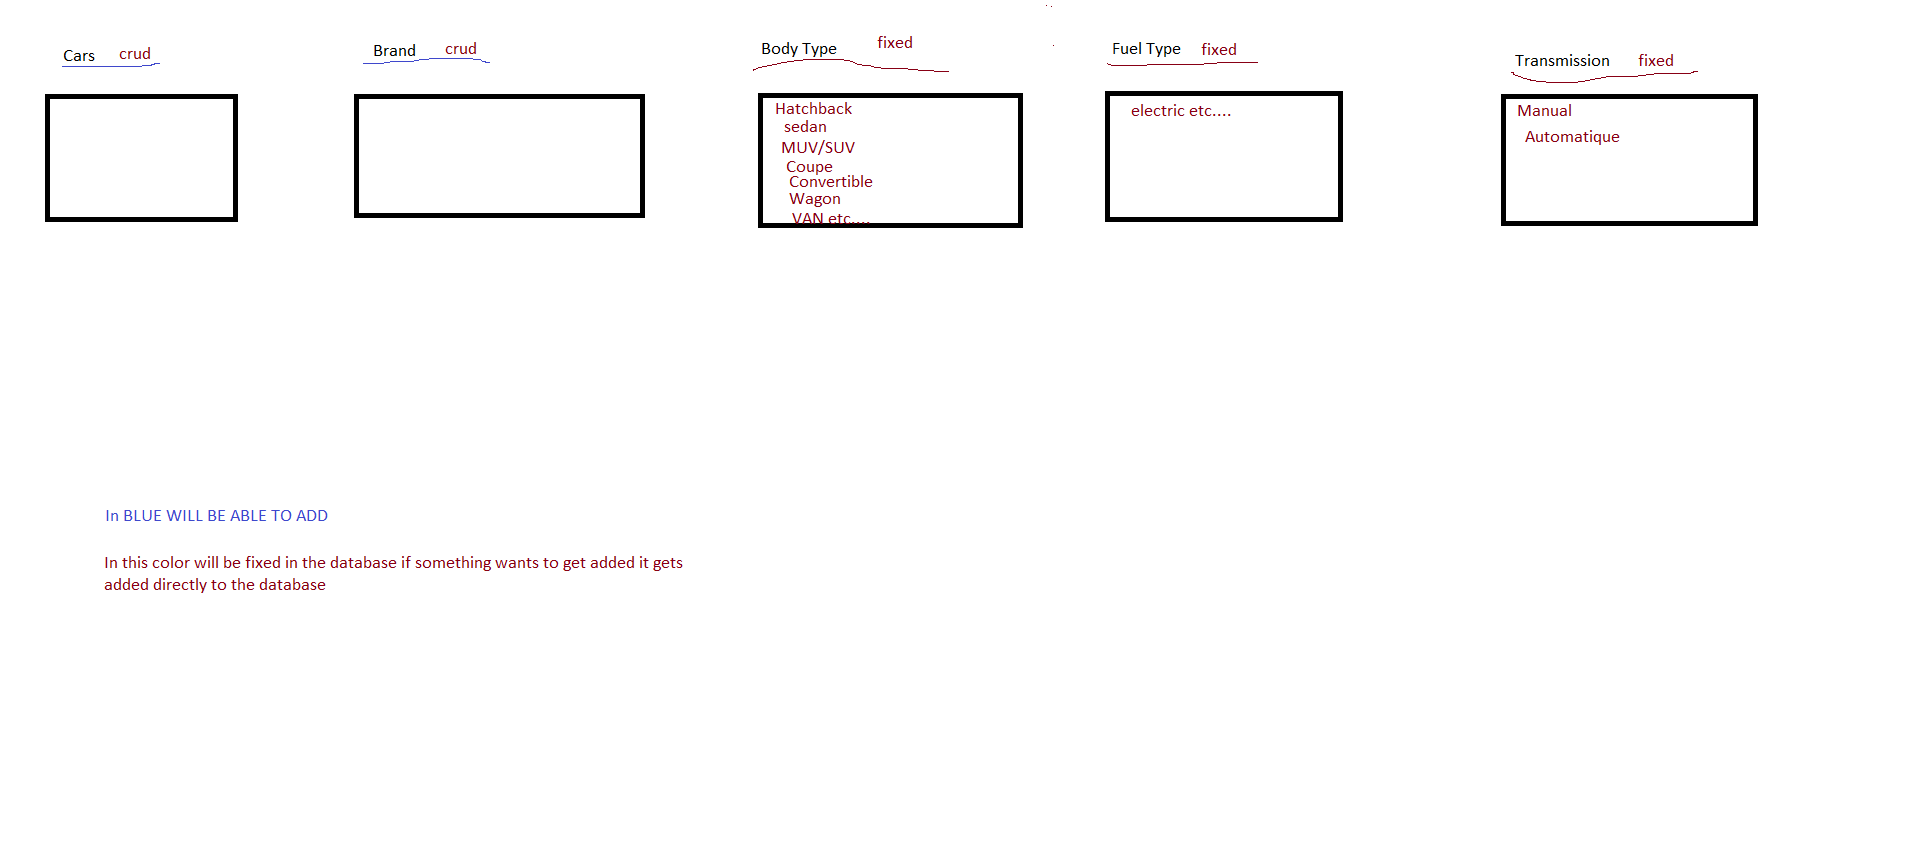 Cars crud
Brand crud
Body Type fixed
Fuel Type fixed
Transmission fixed
Hatchback
sedan
MUV/SUV
Coupe
Convertible
Wagon
VAN etc....
electric etc....
Manual
Automatique
In BLUE WILL BE ABLE TO ADD
In this color will be fixed in the database if something wants to get added it gets
added directly to the database